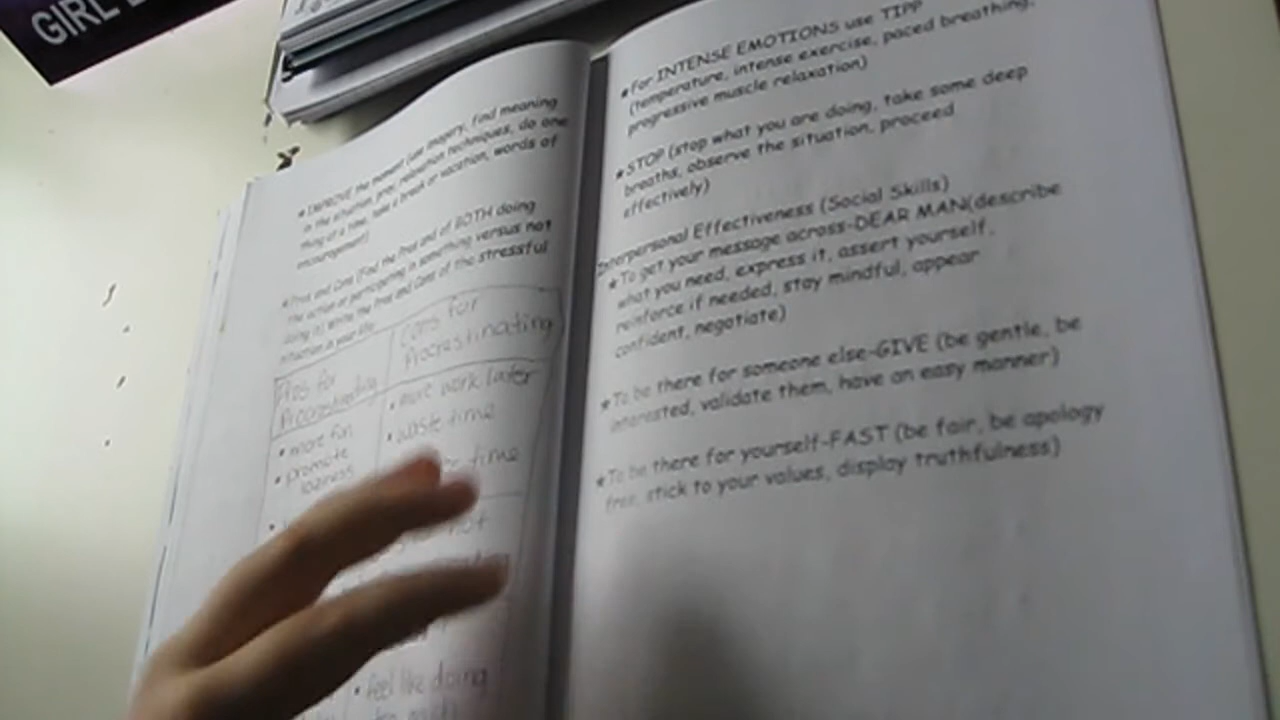 GIRL
★IMPROVE the moment (use imagery, find meaning
in the situation, pray, relaxation techniques, do one
thing at a time, take a break or vacation, words of
encouragement)
★Pros and Cons (Find the Pros and of BOTH doing
the action or participating in something versus not
doing it) Write the Pros and Cons of the stressful
situation in your life
Pros for
Procrastinating
Cons for
Procrastinating
• more fun
• promote
laziness
• more work later
• waste time
time
not
• feel like doing
★For INTENSE EMOTIONS use TIPP
(temperature, intense exercise, paced breathing,
progressive muscle relaxation)
★STOP (stop what you are doing, take some deep
breaths, observe the situation, proceed
effectively)
Interpersonal Effectiveness (Social Skills)
★To get your message across-DEAR MAN(describe
what you need, express it, assert yourself,
reinforce if needed, stay mindful, appear
confident, negotiate)
★To be there for someone else-GIVE (be gentle, be
interested, validate them, have an easy manner)
★To be there for yourself-FAST (be fair, be apology
free, stick to your values, display truthfulness)